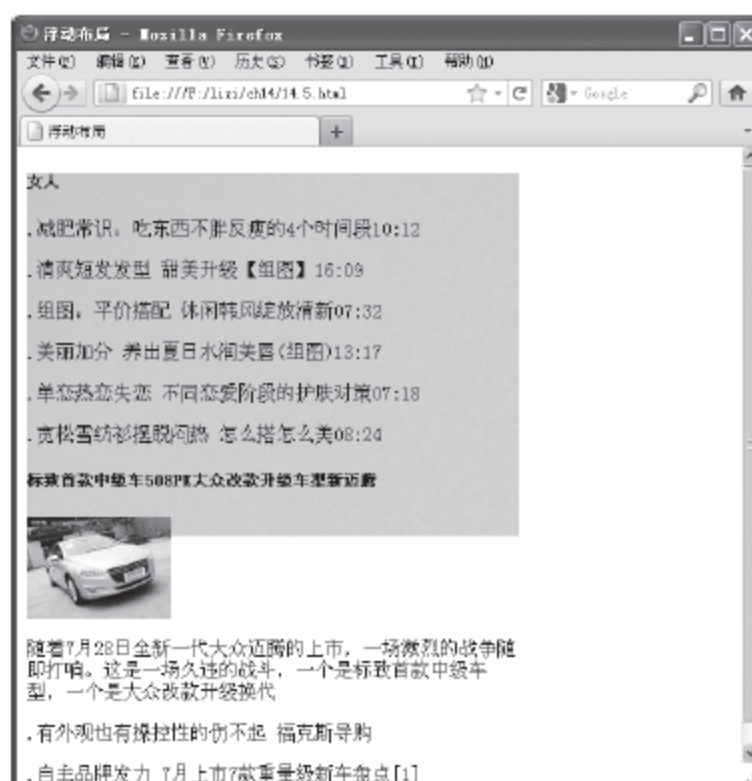 浮动布局 - Mozilla Firefox
文件(F) 编辑(E) 查看(V) 历史(S) 书签(B) 工具(T) 帮助(H)
file:///F:/lizi/ch14/14.5.html
Google
浮动布局
+
女人
.减肥常识：吃东西不胖反瘦的4个时间段10:12
.清爽短发发型 甜美升级【组图】16:09
.组图：平价搭配 休闲韩风绽放清新07:32
.美丽加分 养出夏日水润美唇(组图)13:17
.单恋热恋失恋 不同恋爱阶段的护肤对策07:18
.宽松雪纺衫摆脱闷热 怎么搭怎么美08:24
标致首款中级车508PK大众改款升级车型新迈腾
随着7月28日全新一代大众迈腾的上市，一场激烈的战争随
即打响。这是一场久违的战斗，一个是标致首款中级车
型，一个是大众改款升级换代
.有外观也有操控性的伤不起 福克斯导购
.自主品牌发力 7月上市7款重量级新车盘点[1]